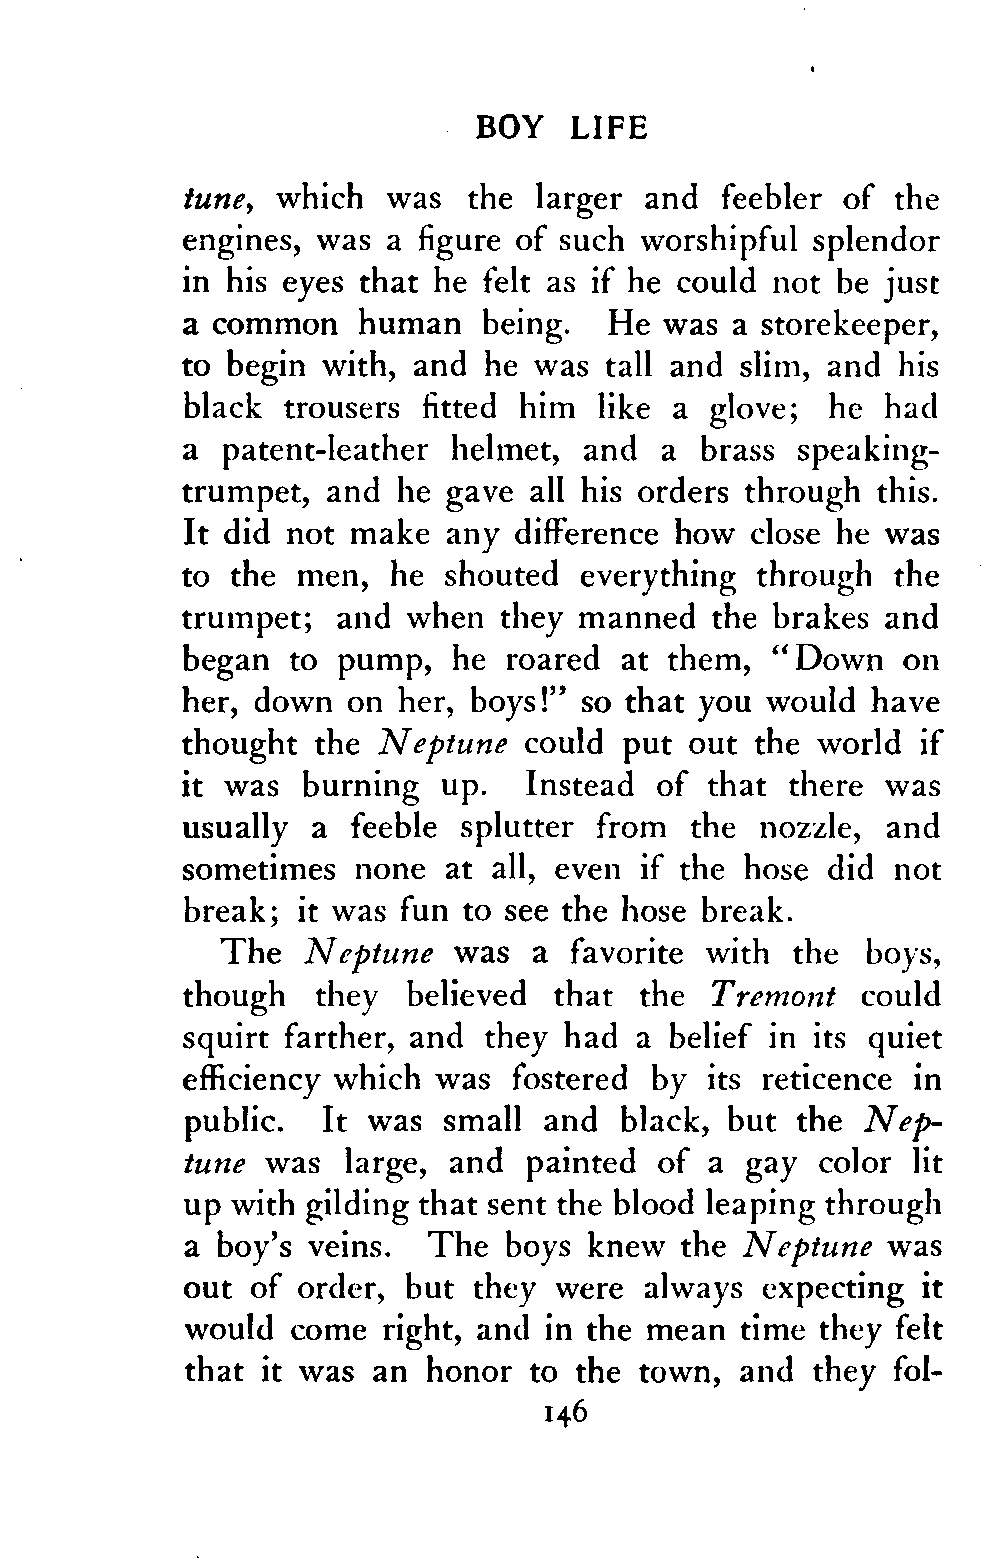 BOY LIFE
tune, which was the larger and feebler of the
engines, was a figure of such worshipful splendor
in his eyes that he felt as if he could not be just
a common human being. He was a storekeeper,
to begin with, and he was tall and slim, and his
black trousers fitted him like a glove; he had
a patent-leather helmet, and a brass speaking-
trumpet, and he gave all his orders through this.
It did not make any difference how close he was
to the men, he shouted everything through the
trumpet; and when they manned the brakes and
began to pump, he roared at them, "Down on
her, down on her, boys!" so that you would have
thought the Neptune could put out the world if
it was burning up. Instead of that there was
usually a feeble splutter from the nozzle, and
sometimes none at all, even if the hose did not
break; it was fun to see the hose break.
The Neptune was a favorite with the boys,
though they believed that the Tremont could
squirt farther, and they had a belief in its quiet
efficiency which was fostered by its reticence in
public. It was small and black, but the Nep-
tune was large, and painted of a gay color lit
up with gilding that sent the blood leaping through
a boy's veins. The boys knew the Neptune was
out of order, but they were always expecting it
would come right, and in the mean time they felt
that it was an honor to the town, and they fol-
146